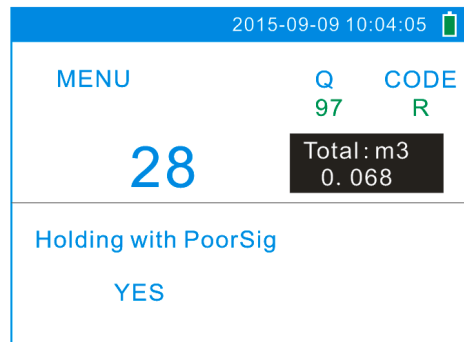 2015-09-09 10:04:05
MENU Q CODE
97 R
28 Total:m3
0.068
Holding with PoorSig
YES